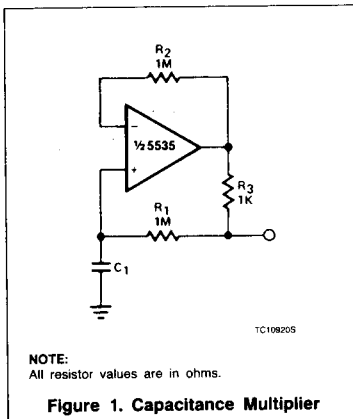 R2
1M
−
½ 5535
+
R3
1K
R1
1M
C1
TC10920S
NOTE:
All resistor values are in ohms.
Figure 1. Capacitance Multiplier